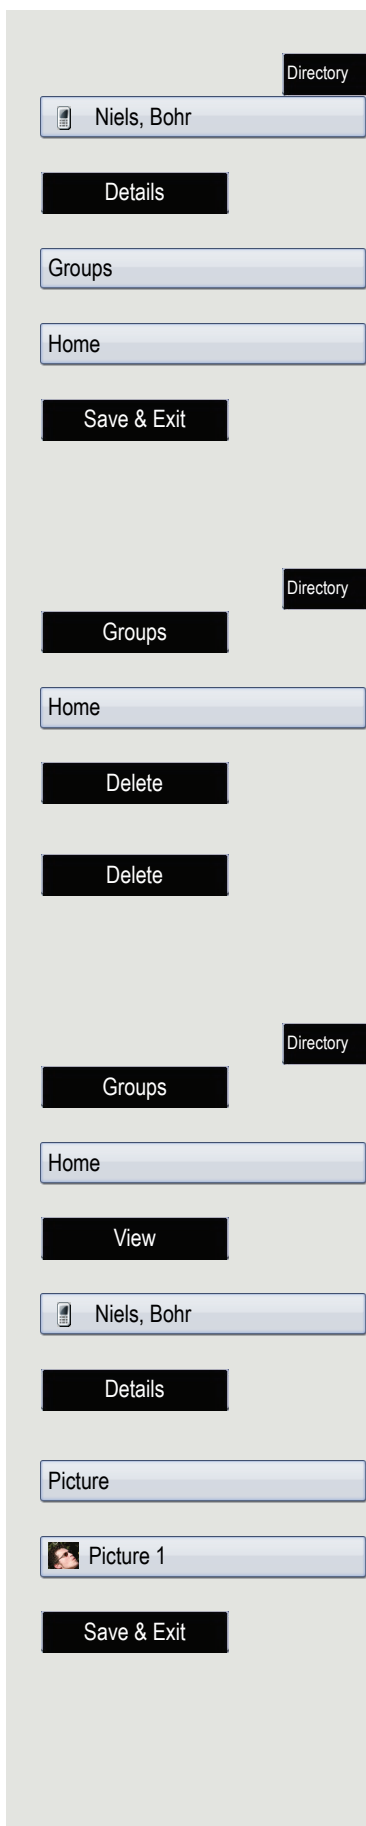 Directory
Niels, Bohr
Details
Groups
Home
Save & Exit
Directory
Groups
Home
Delete
Delete
Directory
Groups
Home
View
Niels, Bohr
Details
Picture
Picture 1
Save & Exit